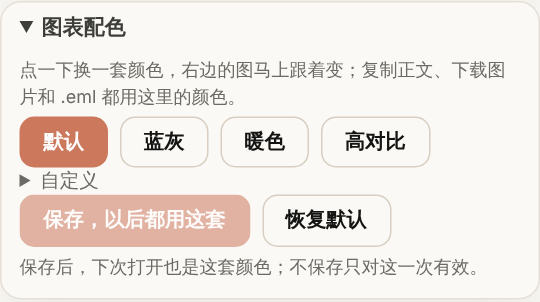 ▼ 图表配色
点一下换一套颜色，右边的图马上跟着变；复制正文、下载图
片和 .eml 都用这里的颜色。
默认 蓝灰 暖色 高对比
▶ 自定义
保存，以后都用这套 恢复默认
保存后，下次打开也是这套颜色；不保存只对这一次有效。